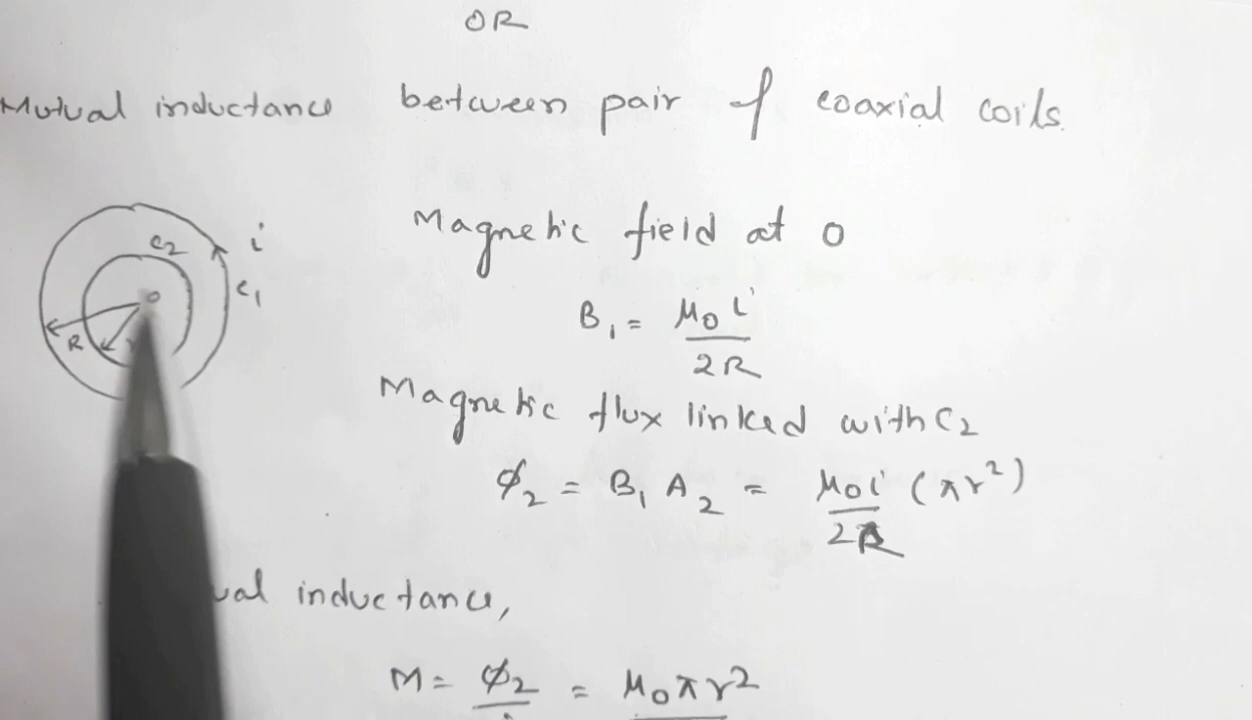 OR
Mutual inductance between pair of coaxial coils.
C2
i
C1
O
R
Magnetic field at O
B₁ = μ₀ i
2R
Magnetic flux linked with C2
Φ₂ = B₁ A₂ = μ₀ i (πr²)
2R
ual inductance,
M = Φ₂ = μ₀πr²